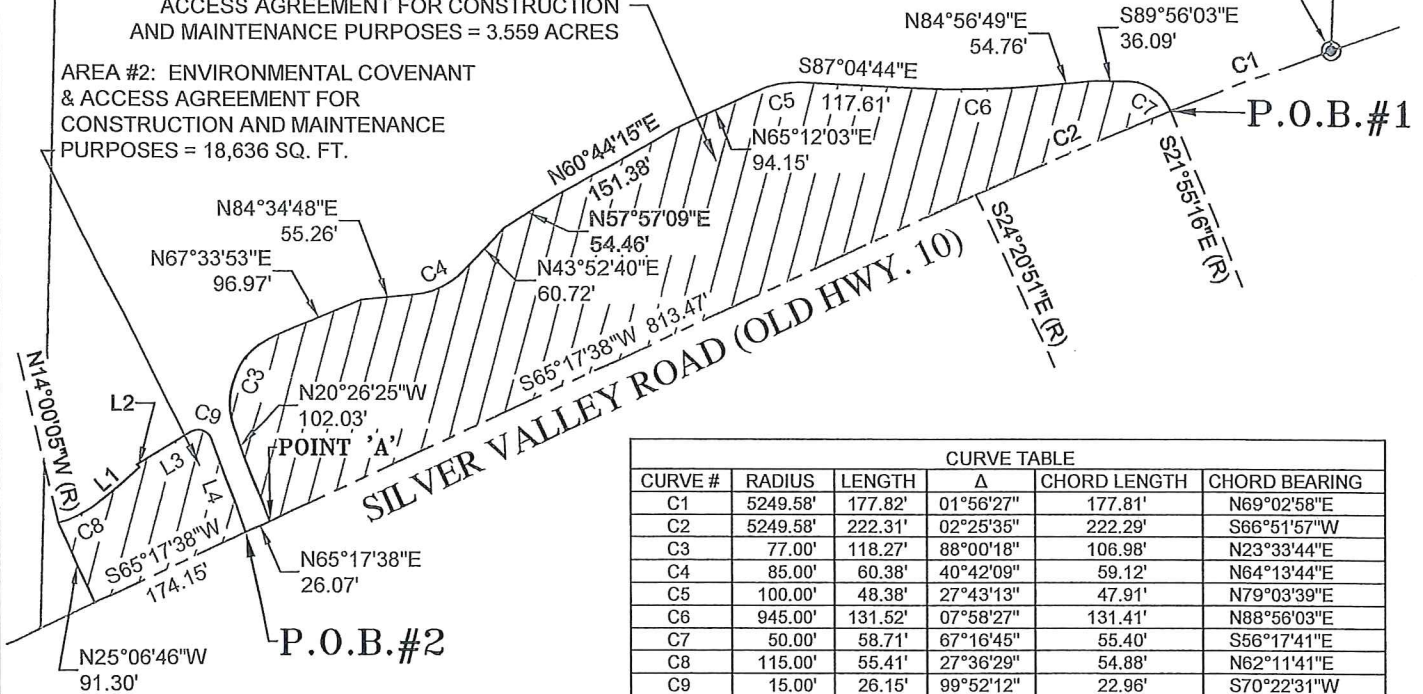 ACCESS AGREEMENT FOR CONSTRUCTION
AND MAINTENANCE PURPOSES = 3.559 ACRES
AREA #2: ENVIRONMENTAL COVENANT
& ACCESS AGREEMENT FOR
CONSTRUCTION AND MAINTENANCE
PURPOSES = 18,636 SQ. FT.
N84°56'49"E
54.76'
S89°56'03"E
36.09'
C1
S87°04'44"E
117.61'
C5
C6
C7
C2
P.O.B.#1
N65°12'03"E
94.15'
N60°44'15"E
151.38'
S21°55'16"E (R)
S24°20'51"E (R)
N84°34'48"E
55.26'
N67°33'53"E
96.97'
N57°57'09"E
54.46'
N43°52'40"E
60.72'
C4
C3
S65°17'38"W 813.47'
SILVER VALLEY ROAD (OLD HWY. 10)
N20°26'25"W
102.03'
POINT 'A'
N14°00'05"W (R)
L2
C9
L1
L3
L4
C8
S65°17'38"W
174.15'
N65°17'38"E
26.07'
P.O.B.#2
N25°06'46"W
91.30'
CURVE TABLE
CURVE # RADIUS LENGTH Δ CHORD LENGTH CHORD BEARING
C1 5249.58' 177.82' 01°56'27" 177.81' N69°02'58"E
C2 5249.58' 222.31' 02°25'35" 222.29' S66°51'57"W
C3 77.00' 118.27' 88°00'18" 106.98' N23°33'44"E
C4 85.00' 60.38' 40°42'09" 59.12' N64°13'44"E
C5 100.00' 48.38' 27°43'13" 47.91' N79°03'39"E
C6 945.00' 131.52' 07°58'27" 131.41' N88°56'03"E
C7 50.00' 58.71' 67°16'45" 55.40' S56°17'41"E
C8 115.00' 55.41' 27°36'29" 54.88' N62°11'41"E
C9 15.00' 26.15' 99°52'12" 22.96' S70°22'31"W